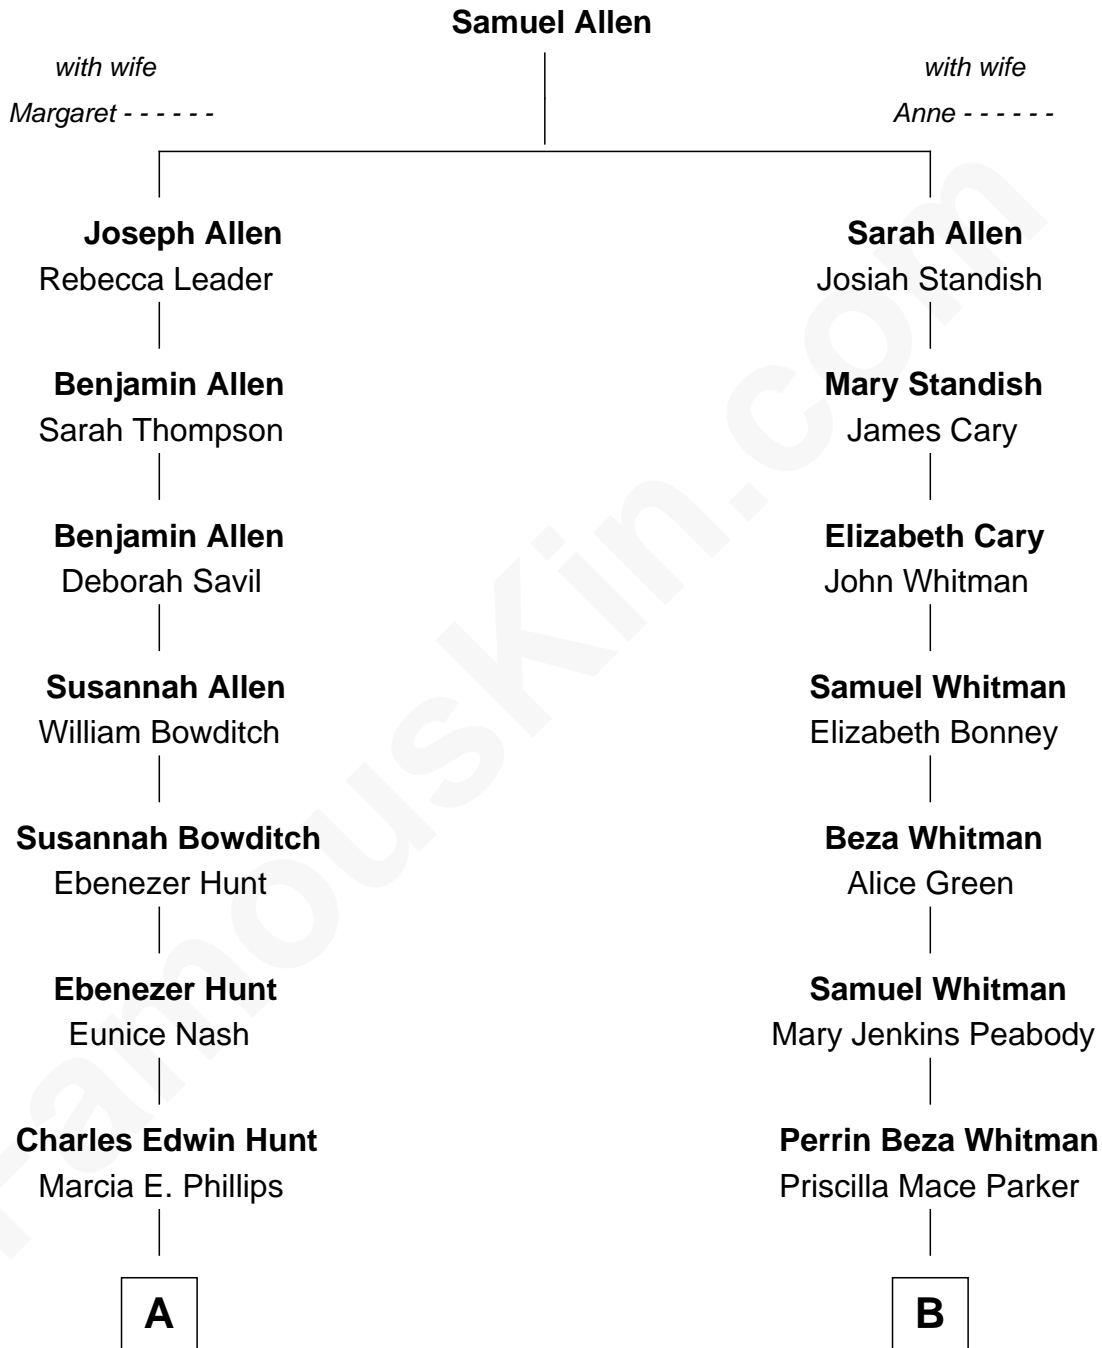 Samuel Allen
with wife
Margaret - - - - - -
with wife
Anne - - - - - -
Joseph Allen
Rebecca Leader
Sarah Allen
Josiah Standish
Benjamin Allen
Sarah Thompson
Mary Standish
James Cary
Benjamin Allen
Deborah Savil
Elizabeth Cary
John Whitman
Susannah Allen
William Bowditch
Samuel Whitman
Elizabeth Bonney
Susannah Bowditch
Ebenezer Hunt
Beza Whitman
Alice Green
Ebenezer Hunt
Eunice Nash
Samuel Whitman
Mary Jenkins Peabody
Charles Edwin Hunt
Marcia E. Phillips
Perrin Beza Whitman
Priscilla Mace Parker
A
B
FamousKin.com